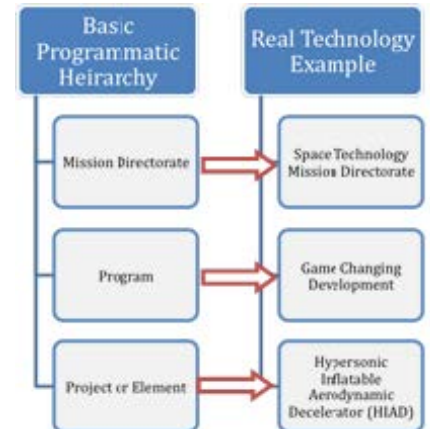 Basic
Programmatic
Heirarchy
Real Technology
Example
Mission Directorate
Space Technology
Mission Directorate
Program
Game Changing
Development
Project or Element
Hypersonic
Inflatable
Aerodynamic
Decelerator (HIAD)